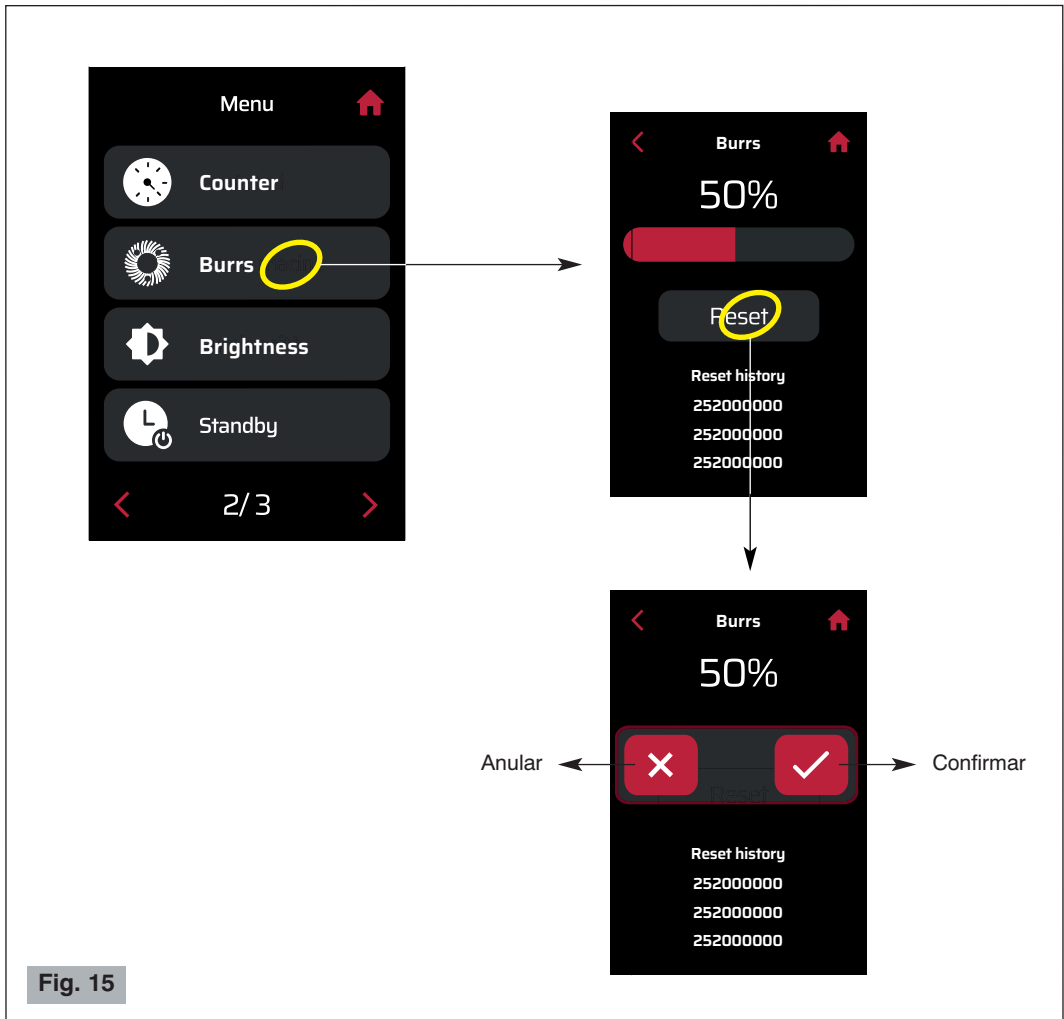 Menu
Counter
Burrs
Brightness
Standby
2/3
Burrs
50%
Reset
Reset history
252000000
252000000
252000000
Burrs
50%
Anular
Confirmar
Reset
Reset history
252000000
252000000
252000000
Fig. 15